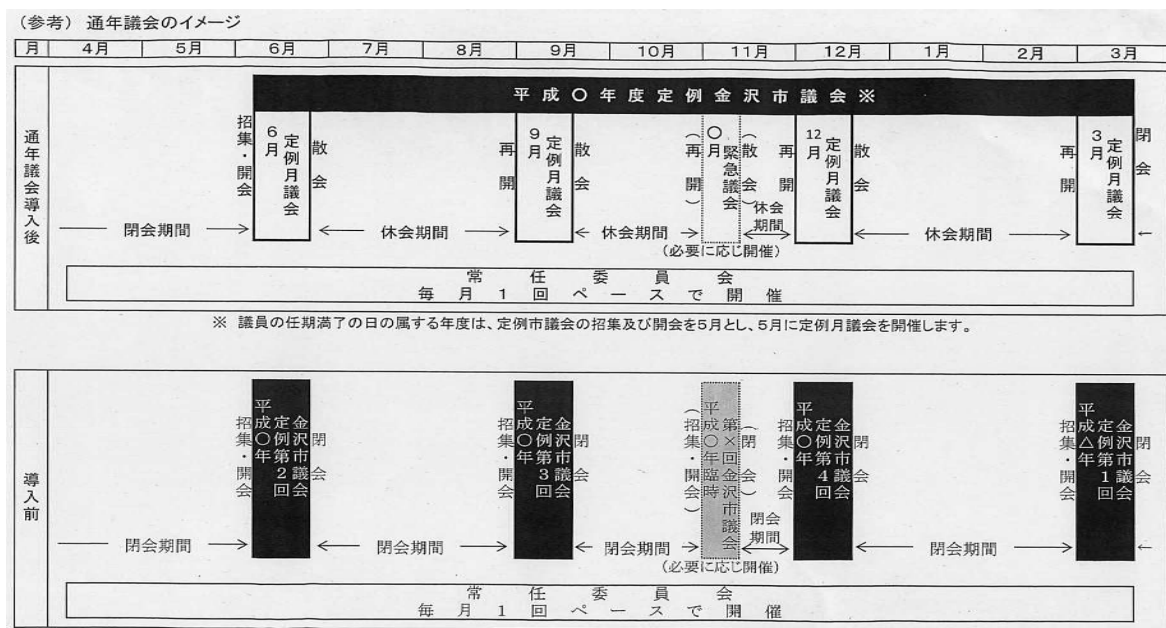 （参考） 通年議会のイメージ
月 4月 5月 6月 7月 8月 9月 10月 11月 12月 1月 2月 3月
通年議会導入後
平成〇年度定例金沢市議会※
招集・開会
6月
定例月議会
散会
再開
9月
定例月議会
散会
（再開）
〇月
緊急議会
（散会）
再開
12月
定例月議会
散会
再開
3月
定例月議会
閉会
閉会期間
休会期間
休会期間
休会
期間
休会期間
（必要に応じ開催）
常任委員会
毎月1回ペースで開催
※ 議員の任期満了の日の属する年度は、定例市議会の招集及び開会を5月とし、5月に定例月議会を開催します。
導入前
招集・開会
平成〇年
定例第2回
金沢市議会
閉会
招集・開会
平成〇年
定例第3回
金沢市議会
閉会
（招集・開会）
平成〇年臨時
第×回金沢市議会
（閉会）
招集・開会
平成〇年
定例第4回
金沢市議会
閉会
招集・開会
平成△年
定例第1回
金沢市議会
閉会
閉会期間
閉会期間
閉会期間
閉会
期間
閉会期間
（必要に応じ開催）
常任委員会
毎月1回ペースで開催